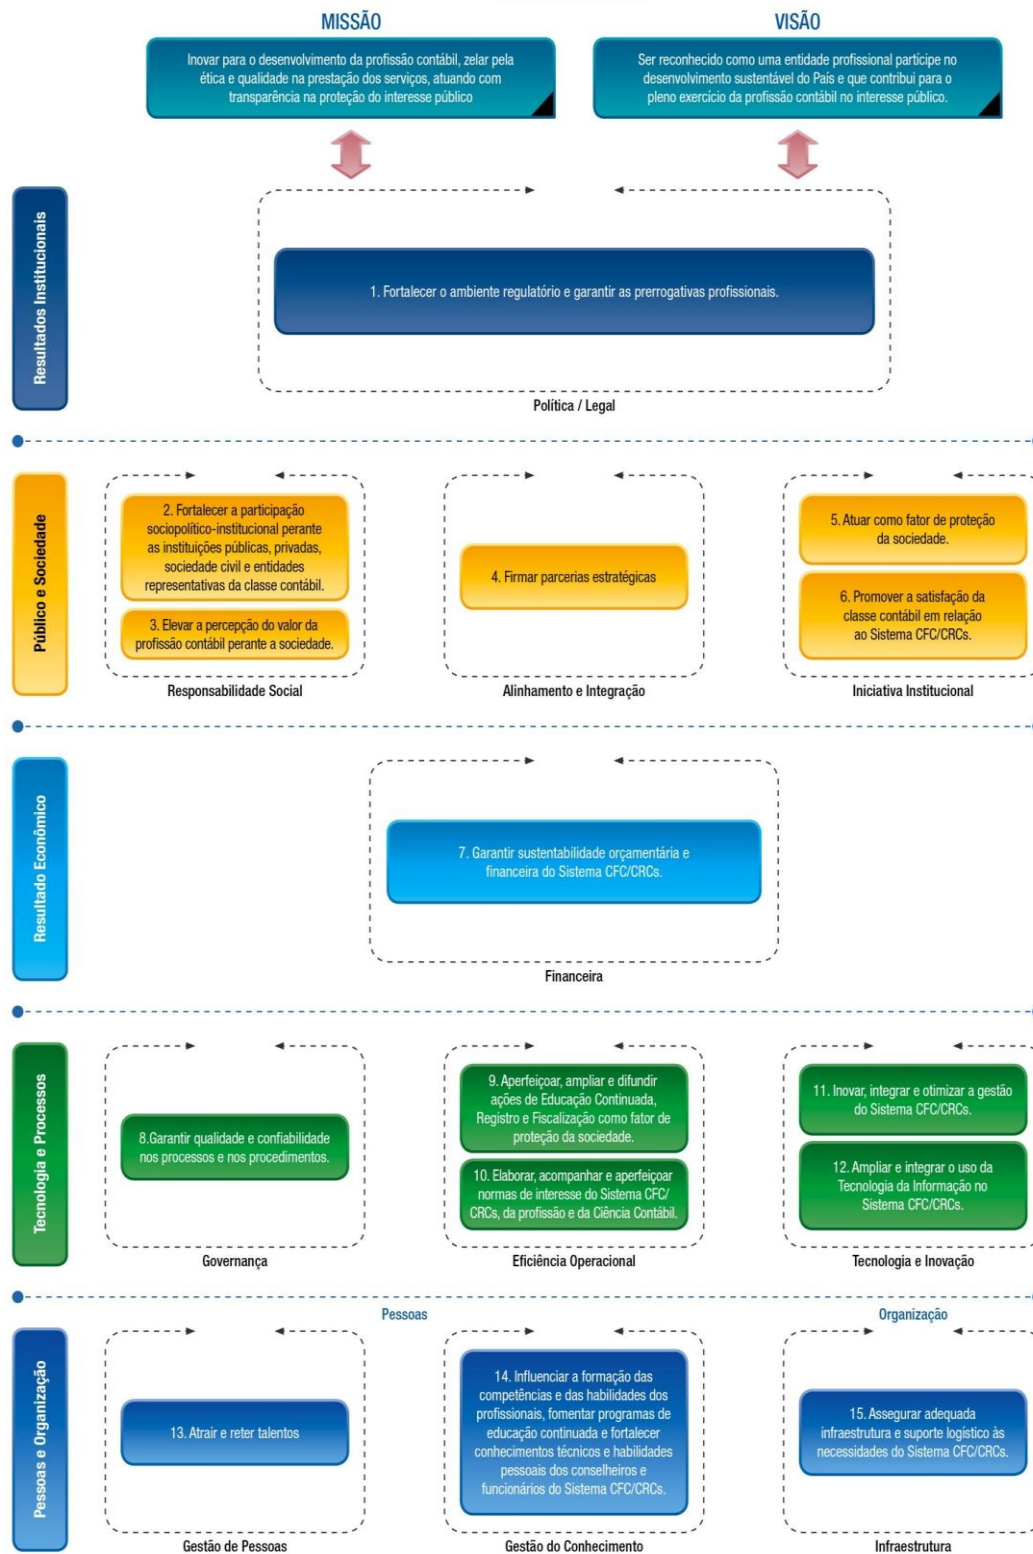 MISSÃO
Inovar para o desenvolvimento da profissão contábil, zelar pela
ética e qualidade na prestação dos serviços, atuando com
transparência na proteção do interesse público
VISÃO
Ser reconhecido como uma entidade profissional partícipe no
desenvolvimento sustentável do País e que contribui para o
pleno exercício da profissão contábil no interesse público.
Resultados Institucionais
1. Fortalecer o ambiente regulatório e garantir as prerrogativas profissionais.
Política / Legal
Público e Sociedade
2. Fortalecer a participação
sociopolítico-institucional perante
as instituições públicas, privadas,
sociedade civil e entidades
representativas da classe contábil.
3. Elevar a percepção do valor da
profissão contábil perante a sociedade.
Responsabilidade Social
4. Firmar parcerias estratégicas
Alinhamento e Integração
5. Atuar como fator de proteção
da sociedade.
6. Promover a satisfação da
classe contábil em relação
ao Sistema CFC/CRCs.
Iniciativa Institucional
Resultado Econômico
7. Garantir sustentabilidade orçamentária e
financeira do Sistema CFC/CRCs.
Financeira
Tecnologia e Processos
8.Garantir qualidade e confiabilidade
nos processos e nos procedimentos.
Governança
9. Aperfeiçoar, ampliar e difundir
ações de Educação Continuada,
Registro e Fiscalização como fator de
proteção da sociedade.
10. Elaborar, acompanhar e aperfeiçoar
normas de interesse do Sistema CFC/
CRCs, da profissão e da Ciência Contábil.
Eficiência Operacional
11. Inovar, integrar e otimizar a gestão
do Sistema CFC/CRCs.
12. Ampliar e integrar o uso da
Tecnologia da Informação no
Sistema CFC/CRCs.
Tecnologia e Inovação
Pessoas e Organização
Pessoas
13. Atrair e reter talentos
Gestão de Pessoas
14. Influenciar a formação das
competências e das habilidades dos
profissionais, fomentar programas de
educação continuada e fortalecer
conhecimentos técnicos e habilidades
pessoais dos conselheiros e
funcionários do Sistema CFC/CRCs.
Gestão do Conhecimento
Organização
15. Assegurar adequada
infraestrutura e suporte logístico às
necessidades do Sistema CFC/CRCs.
Infraestrutura